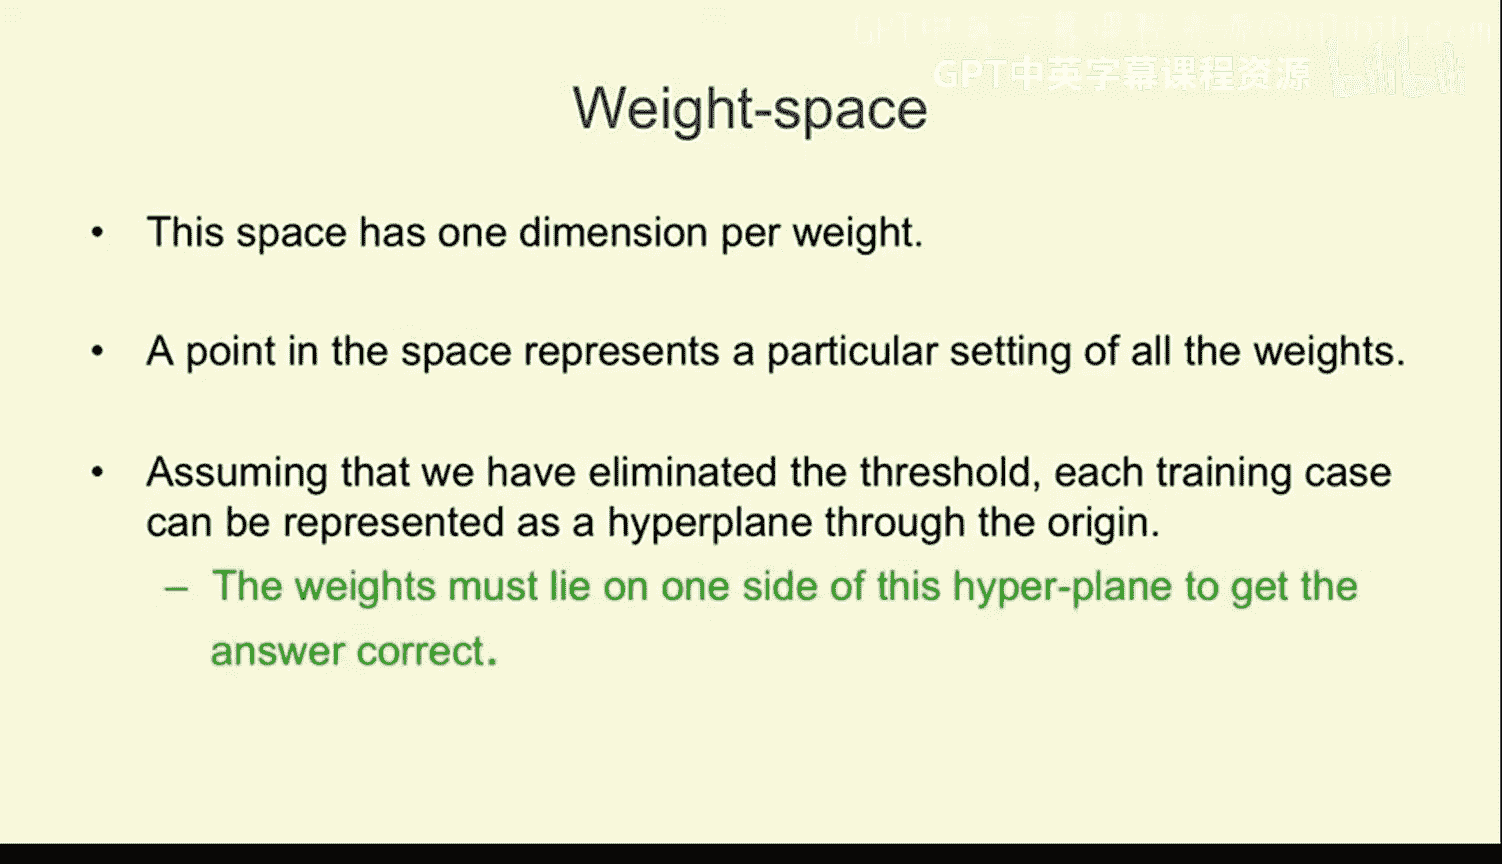 GPT中英字幕课程资源
Weight-space
• This space has one dimension per weight.
• A point in the space represents a particular setting of all the weights.
• Assuming that we have eliminated the threshold, each training case
can be represented as a hyperplane through the origin.
– The weights must lie on one side of this hyper-plane to get the
answer correct.